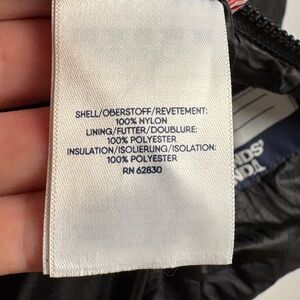 SHELL/OBERSTOFF/REVETEMENT:
100% NYLON
LINING/FUTTER/DOUBLURE:
100% POLYESTER
INSULATION/ISOLIERUNG/ISOLATION:
100% POLYESTER
RN 62830